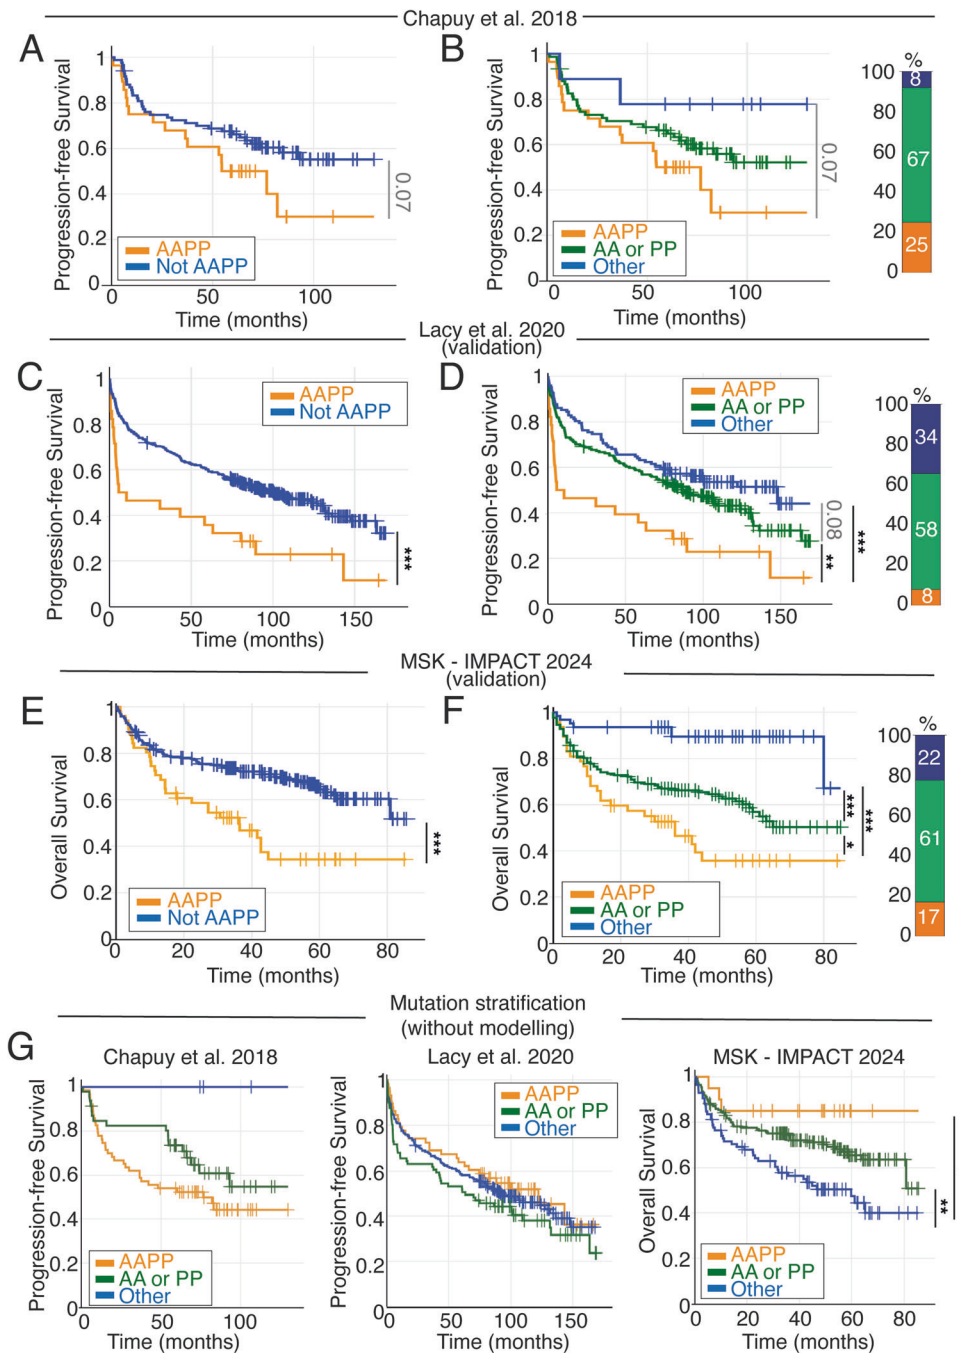 Chapuy et al. 2018
A
Progression-free Survival
1
0.8
0.6
0.4
0.2
0
0 50 100
Time (months)
AAPP
Not AAPP
0.07
B
Progression-free Survival
1
0.8
0.6
0.4
0.2
0
0 50 100
Time (months)
AAPP
AA or PP
Other
0.07
%
100
80
60
40
20
0
8
67
25
Lacy et al. 2020
(validation)
C
Progression-free Survival
1
0.8
0.6
0.4
0.2
0
0 50 100 150
Time (months)
AAPP
Not AAPP
***
D
Progression-free Survival
1
0.8
0.6
0.4
0.2
0
0 50 100 150
Time (months)
AAPP
AA or PP
Other
0.08
**
***
%
100
80
60
40
20
0
34
58
8
MSK - IMPACT 2024
(validation)
E
Overall Survival
1
0.8
0.6
0.4
0.2
0
0 20 40 60 80
Time (months)
AAPP
Not AAPP
***
F
Overall Survival
1
0.8
0.6
0.4
0.2
0
0 20 40 60 80
Time (months)
AAPP
AA or PP
Other
***
*
***
%
100
80
60
40
20
0
22
61
17
Mutation stratification
(without modelling)
G
Chapuy et al. 2018
Progression-free Survival
1
0.8
0.6
0.4
0.2
0
0 50 100
Time (months)
AAPP
AA or PP
Other
Lacy et al. 2020
Progression-free Survival
1
0.8
0.6
0.4
0.2
0
0 50 100 150
Time (months)
AAPP
AA or PP
Other
MSK - IMPACT 2024
Overall Survival
1
0.8
0.6
0.4
0.2
0
0 20 40 60 80
Time (months)
AAPP
AA or PP
Other
**